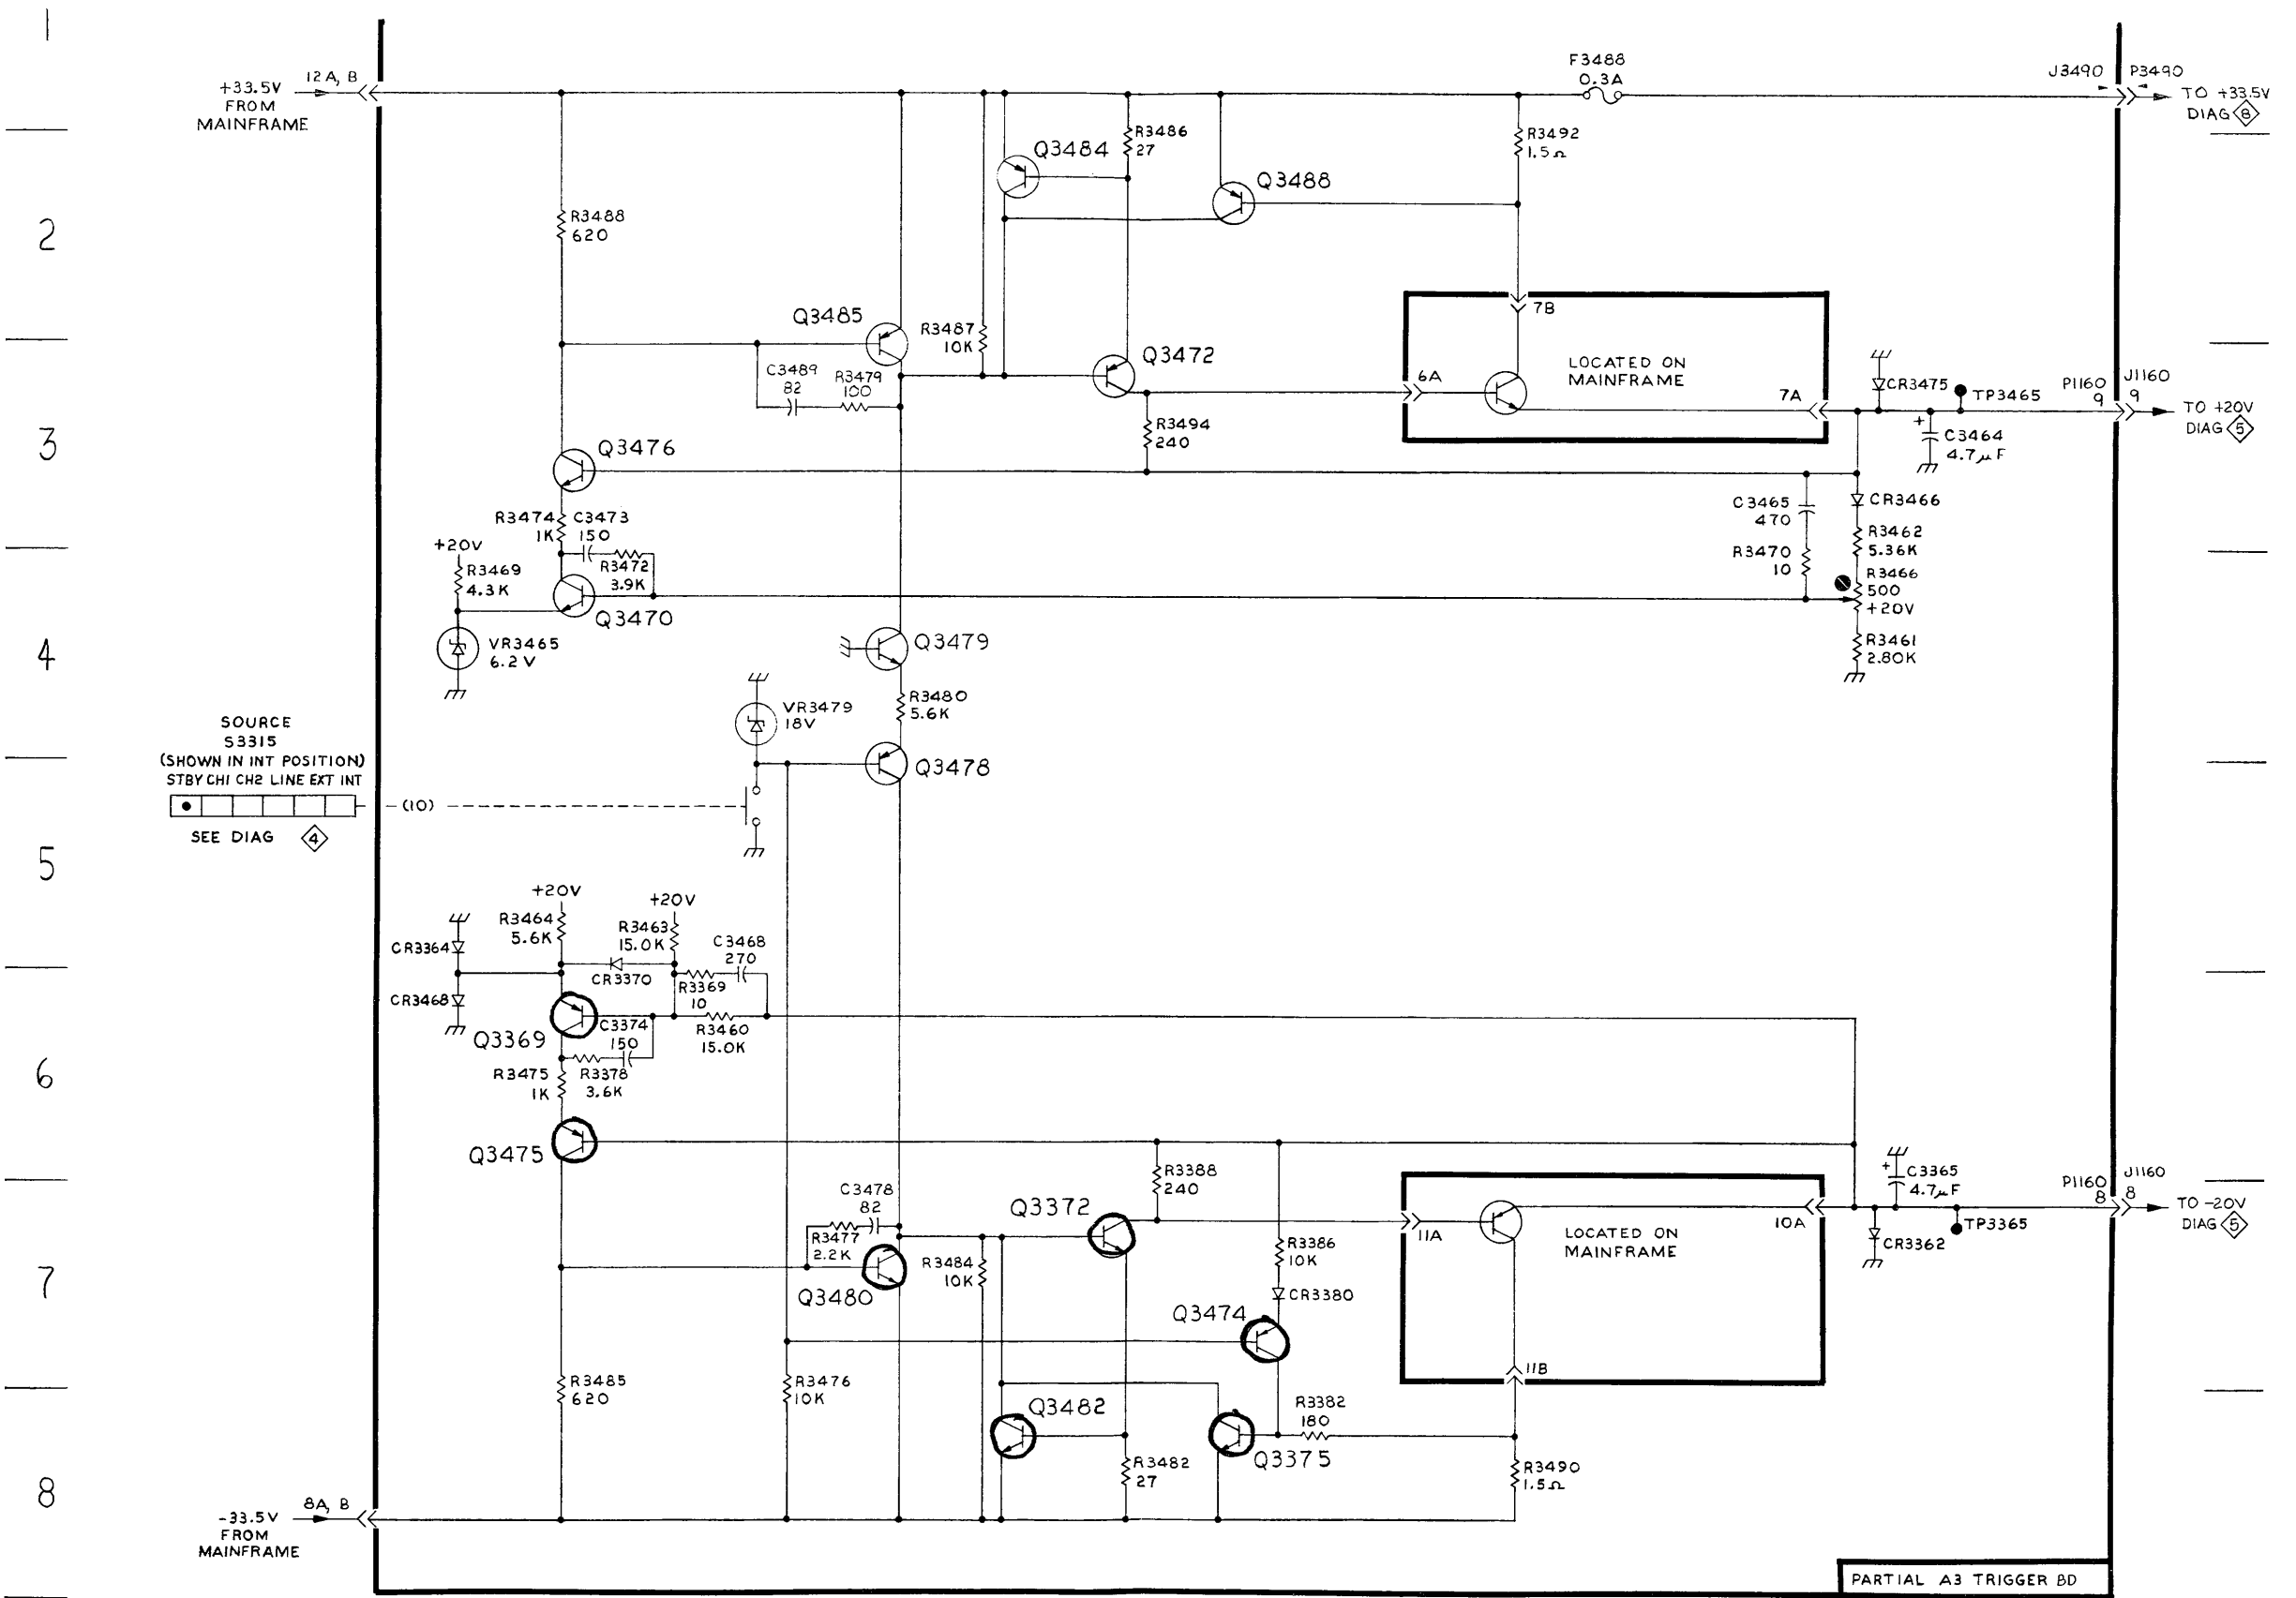 1
2
3
4
5
6
7
8
+33.5V
FROM
MAINFRAME
12A, B
F3488
0.3A
J3490
P3490
TO +33.5V
DIAG 8
R3488
620
Q3484
R3486
27
Q3488
R3492
1.5Ω
Q3485
R3487
10K
C3489
82
R3479
100
Q3472
7B
LOCATED ON
MAINFRAME
6A
7A
CR3475
TP3465
P1160
9
J1160
9
TO +20V
DIAG 5
C3464
+
4.7µF
R3494
240
Q3476
R3474
1K
C3473
150
R3472
3.9K
+20V
R3469
4.3K
Q3470
VR3465
6.2V
C3465
470
CR3466
R3462
5.36K
R3470
10
R3466
500
+20V
R3461
2.80K
Q3479
R3480
5.6K
VR3479
18V
Q3478
SOURCE
S3315
(SHOWN IN INT POSITION)
STBY CH1 CH2 LINE EXT INT
(10)
SEE DIAG 4
+20V
R3464
5.6K
+20V
R3463
15.0K
C3468
270
CR3364
CR3370
R3369
10
CR3468
Q3369
C3374
150
R3460
15.0K
R3475
1K
R3378
3.6K
Q3475
R3388
240
C3478
82
R3477
2.2K
Q3372
Q3480
R3484
10K
R3386
10K
CR3380
Q3474
11A
LOCATED ON
MAINFRAME
10A
11B
+
C3365
4.7µF
CR3362
TP3365
P1160
8
J1160
8
TO -20V
DIAG 5
R3485
620
R3476
10K
Q3482
R3482
27
R3382
180
Q3375
R3490
1.5Ω
-33.5V
FROM
MAINFRAME
8A, B
PARTIAL A3 TRIGGER BD